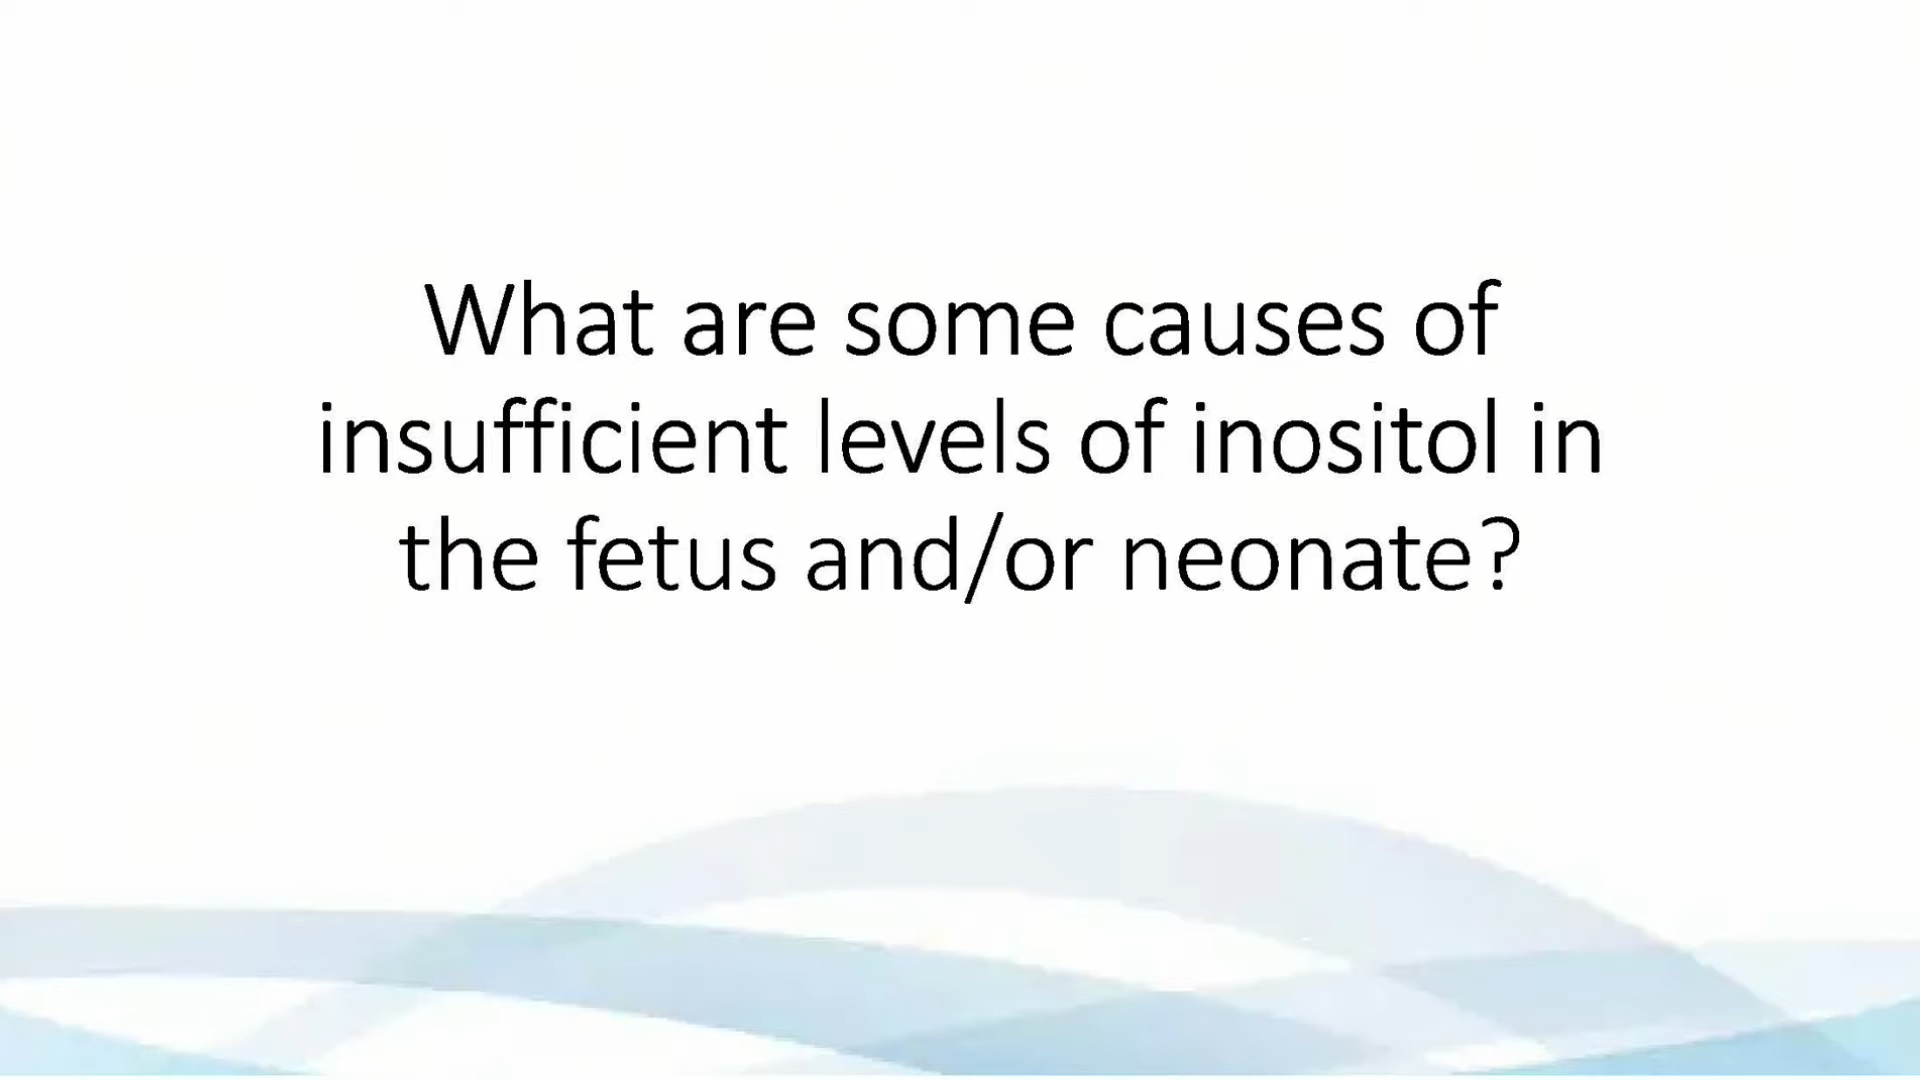 What are some causes of
insufficient levels of inositol in
the fetus and/or neonate?